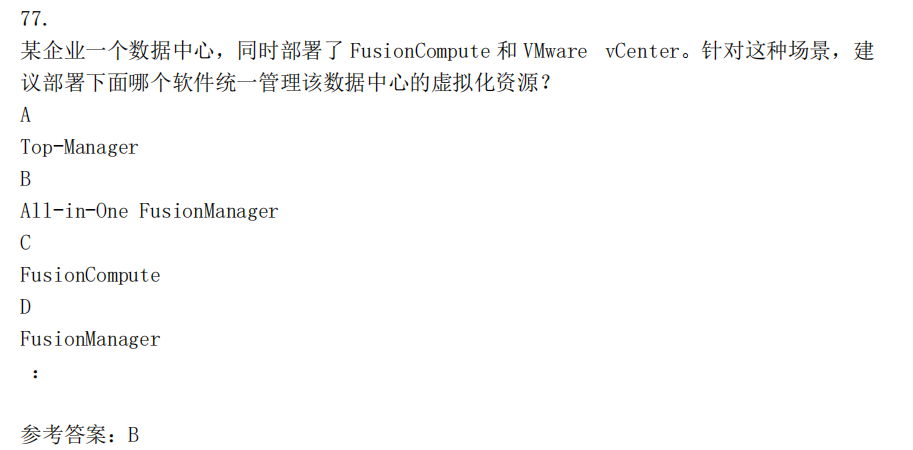 77.
某企业一个数据中心，同时部署了 FusionCompute 和 VMware vCenter。针对这种场景，建
议部署下面哪个软件统一管理该数据中心的虚拟化资源？
A
Top-Manager
B
All-in-One FusionManager
C
FusionCompute
D
FusionManager
：
参考答案：B